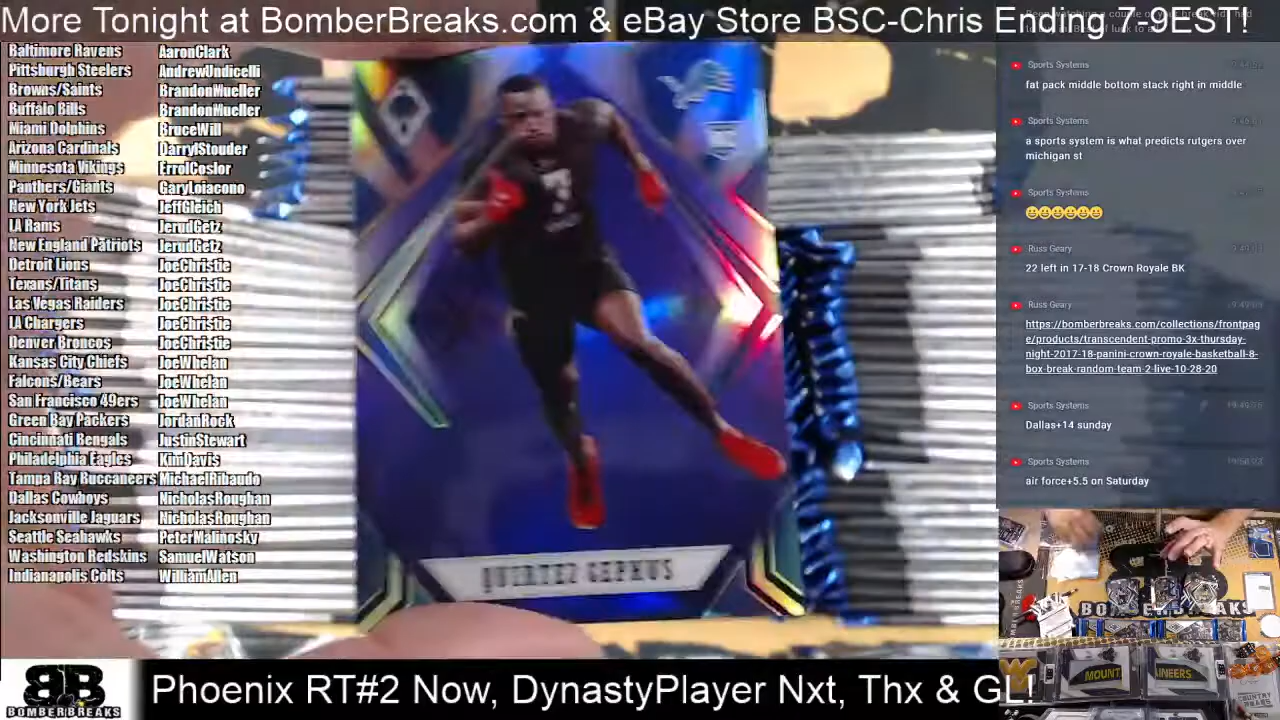 More Tonight at BomberBreaks.com & eBay Store BSC-Chris Ending 7-9EST!
Baltimore Ravens AaronClark
Pittsburgh Steelers AndrewUndicelli
Browns/Saints BrandonMueller
Buffalo Bills BrandonMueller
Miami Dolphins BruceWill
Arizona Cardinals DarrylStouder
Minnesota Vikings ErrolCoslor
Panthers/Giants GaryLoiacono
New York Jets JeffGleich
LA Rams JerudGetz
New England Patriots JerudGetz
Detroit Lions JoeChristie
Texans/Titans JoeChristie
Las Vegas Raiders JoeChristie
LA Chargers JoeChristie
Denver Broncos JoeChristie
Kansas City Chiefs JoeWhelan
Falcons/Bears JoeWhelan
San Francisco 49ers JoeWhelan
Green Bay Packers JordanRock
Cincinnati Bengals JustinStewart
Philadelphia Eagles KimDavis
Tampa Bay Buccaneers MichaelRibaudo
Dallas Cowboys NicholasRoughan
Jacksonville Jaguars NicholasRoughan
Seattle Seahawks PeterMalinosky
Washington Redskins SamuelWatson
Indianapolis Colts WilliamAllen
Sports Systems
fat pack middle bottom stack right in middle
Sports Systems
a sports system is what predicts rutgers over
michigan st
Sports Systems
😀😀😀😀😀😀
Russ Geary
22 left in 17-18 Crown Royale BK
Russ Geary
https://bomberbreaks.com/collections/frontpag
e/products/transcendent-promo-3x-thursday-
night-2017-18-panini-crown-royale-basketball-8-
box-break-random-team-2-live-10-28-20
Sports Systems
Dallas+14 sunday
Sports Systems
air force+5.5 on Saturday
BOMBERBREAKS
MOUNT
AINEERS
BB
BOMBERBREAKS
Phoenix RT#2 Now, DynastyPlayer Nxt, Thx & GL!